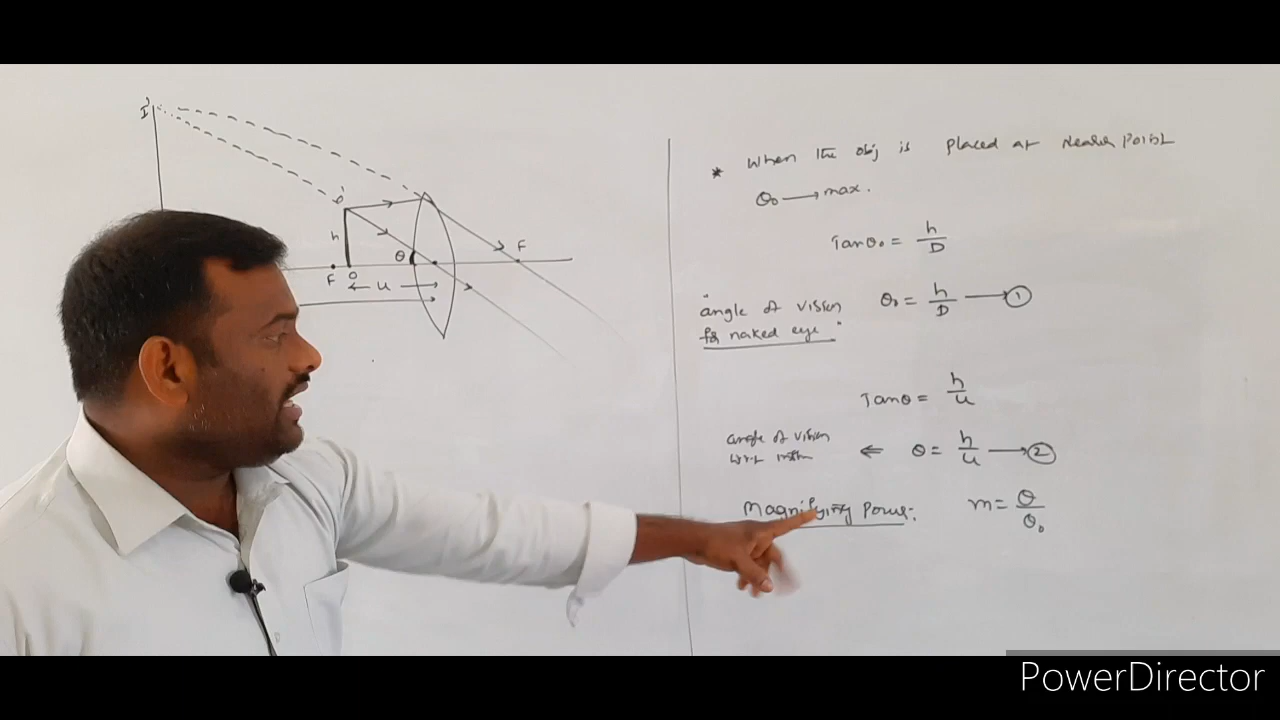 I'
O'
h
θ
F
F
O
u
* When the obj is placed at nearer point
θ₀ → max.
Tanθ₀ = h/D
"angle of vision
for naked eye"
θ₀ = h/D → ①
Tanθ = h/u
angle of vision
θ = h/u → ②
⇐
Magnifying Power:
m = θ/θ₀
PowerDirector